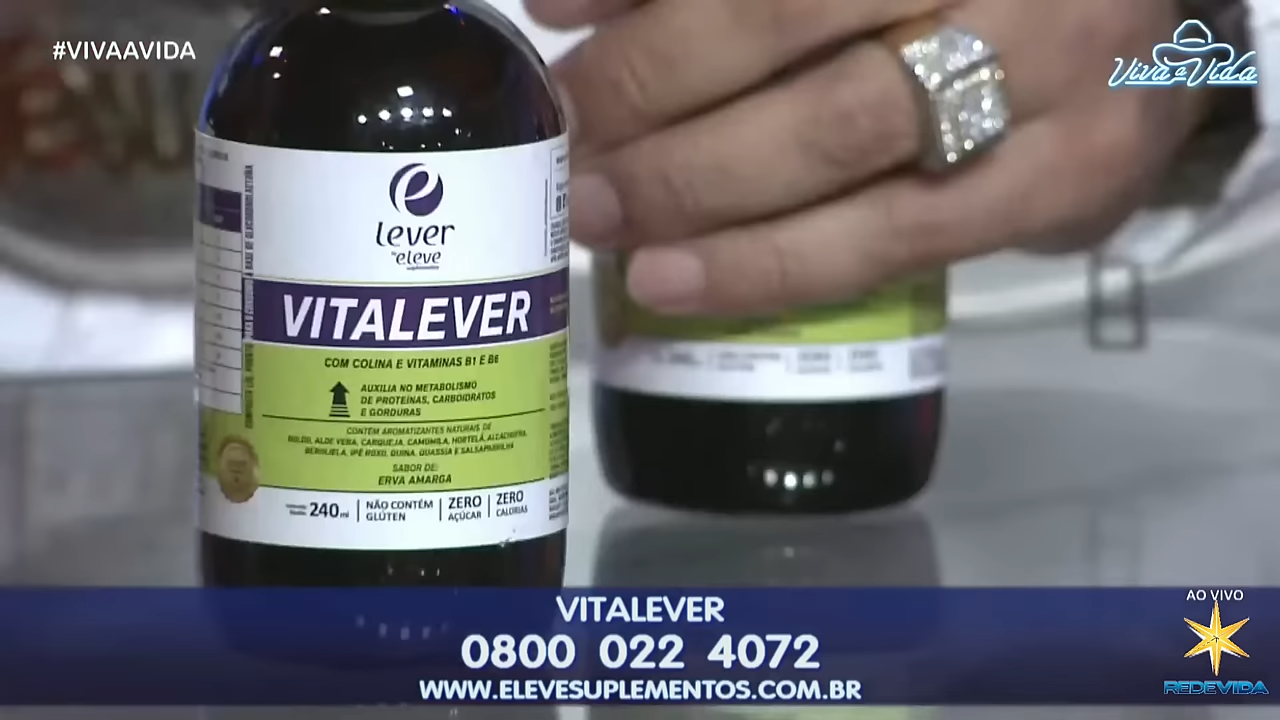 #VIVAAVIDA
Viva a Vida
lever
by eleve
suplementos
VITALEVER
COM COLINA E VITAMINAS B1 E B6
AUXILIA NO METABOLISMO
DE PROTEÍNAS, CARBOIDRATOS
E GORDURAS
CONTÉM AROMATIZANTES NATURAIS DE
BOLDO, ALOE VERA, CARQUEJA, CAMOMILA, HORTELÃ, ALCACHOFRA,
BERINJELA, IPÊ ROXO, QUINA, QUASSIA E SALSAPARRILHA
SABOR DE:
ERVA AMARGA
240 ml
NÃO CONTÉM
GLÚTEN
ZERO
AÇÚCAR
ZERO
CALORIAS
VITALEVER
0800 022 4072
WWW.ELEVESUPLEMENTOS.COM.BR
AO VIVO
REDEVIDA